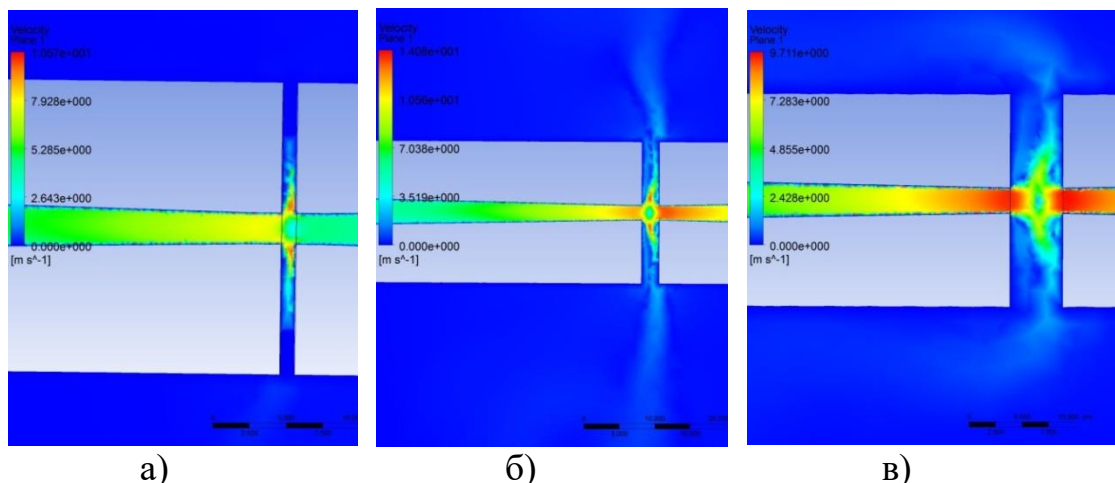 Velocity
Plane 1
7.928e+000
5.285e+000
2.643e+000
0.000e+000
[m s^-1]
а)
Velocity
Plane 1
1.408e+001
1.056e+001
7.038e+000
3.519e+000
0.000e+000
[m s^-1]
б)
Velocity
Plane 1
9.711e+000
7.283e+000
4.855e+000
2.428e+000
0.000e+000
[m s^-1]
в)